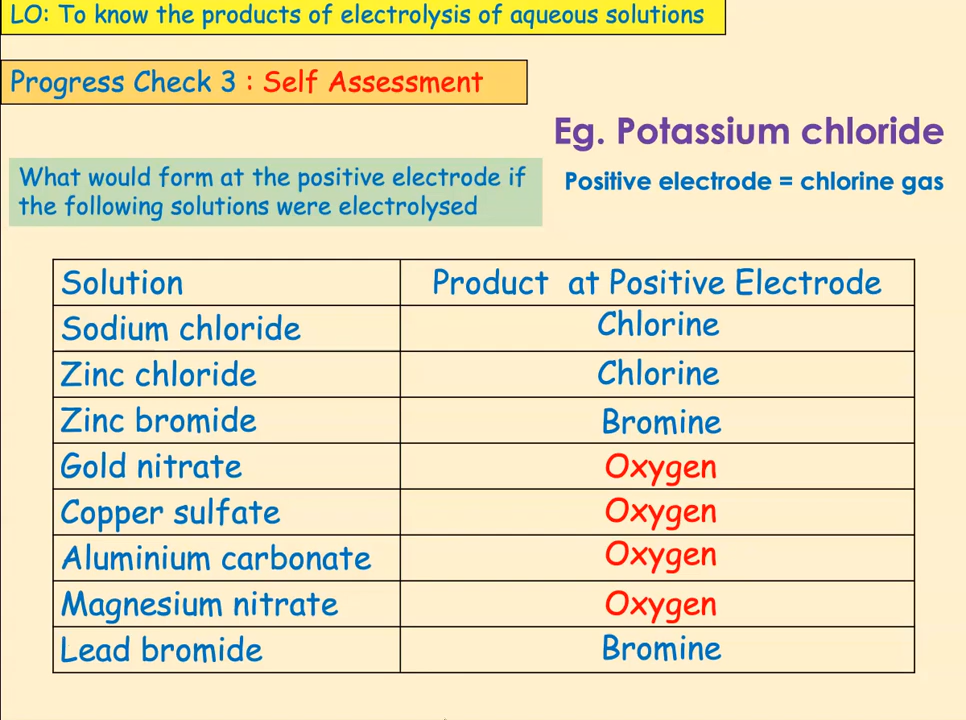 LO: To know the products of electrolysis of aqueous solutions
Progress Check 3 : Self Assessment
Eg. Potassium chloride
What would form at the positive electrode if
the following solutions were electrolysed
Positive electrode = chlorine gas
Solution Product at Positive Electrode
Sodium chloride Chlorine
Zinc chloride Chlorine
Zinc bromide Bromine
Gold nitrate Oxygen
Copper sulfate Oxygen
Aluminium carbonate Oxygen
Magnesium nitrate Oxygen
Lead bromide Bromine